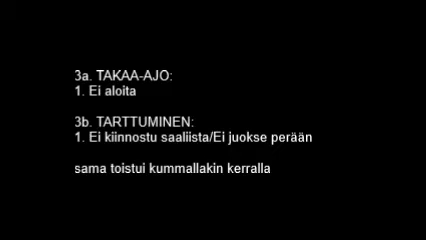 3a. TAKAA-AJO:
1. Ei aloita
3b. TARTTUMINEN:
1. Ei kiinnostu saaliista/Ei juokse perään
sama toistui kummallakin kerralla